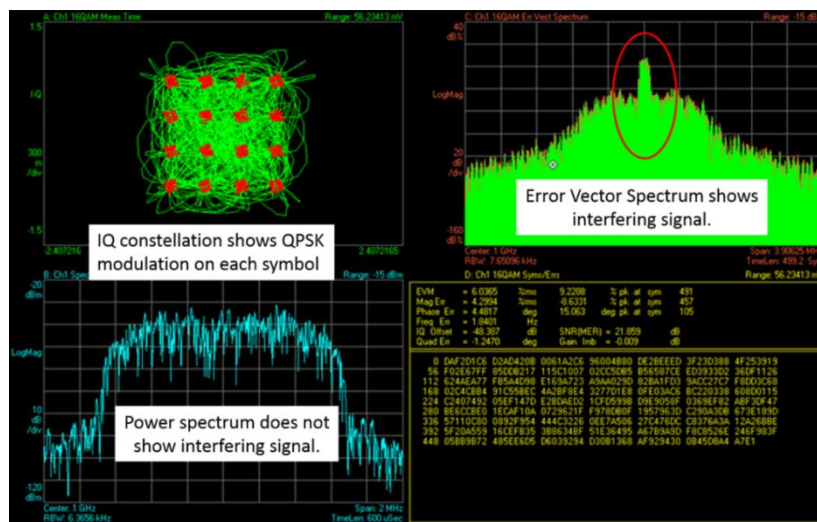 A: Ch1 16QAM Meas Time Range: 56.23413 mV
1.5
I-Q
300
m
/div
-1.5
-2.407216 2.4072165
IQ constellation shows QPSK
modulation on each symbol
C: Ch1 16QAM Err Vect Spectrum Range: -15 dB
40
dB%
LogMag
20
dB
/div
-160
dB%
Error Vector Spectrum shows
interfering signal.
Center: 1 GHz Span: 3.90625 M
RBW: 7.65096 kHz TimeLen: 499.2 Sy
B: Ch1 Spec Range: -15 dBm
-20
dBm
LogMag
10
dB
/div
-120
dBm
Power spectrum does not
show interfering signal.
Center: 1 GHz Span: 2 MHz
RBW: 6.3656 kHz TimeLen: 600 uSec
D: Ch1 16QAM Syms/Errs Range: 56.23413 m
EVM = 6.0365 %rms 9.2288 % pk at sym 491
Mag Err = 4.2994 %rms -8.6331 % pk at sym 457
Phase Err = 4.4817 deg 15.063 deg pk at sym 105
Freq Err = 1.8401 Hz
IQ Offset = -48.387 dB SNR(MER) = 21.859 dB
Quad Err = -1.2470 deg Gain Imb = -0.009 dB
0 DAF2D1C6 D2AD420B 0061A2C6 96004B80 DE2BEEED 3F23D388 4F253919
56 F02E67FF 85DDB217 115C1007 02CC5DB5 B56587CE ED3933D2 36DF1126
112 624AEA77 FB5A4D98 E169A723 A9AA029D 82BA1FD3 9ACC27C7 F8DD3C68
168 02C4CBB4 91C55BEC 4A2BF8E4 327701E8 0FE03AC6 BC220338 608D0115
224 C2407492 05EF147D E2BDAED2 1CFD599B D9E9058F 0369EF82 ABF3DF47
280 BE6CCBE0 1ECAF10A 0729621F F978DB0F 1957963D C290A3DB 673E189D
336 57110C80 0892F954 444C3226 0EE7A506 27C476DC C8376A3A 12A26BBE
392 5F20A559 16CEFB35 3B8634BF 51E36495 A67B9A9D F8C8526E 246F983F
448 05BB9B72 485EE6D5 D6039294 D30B1368 AF929430 0B45D8A4 A7E1